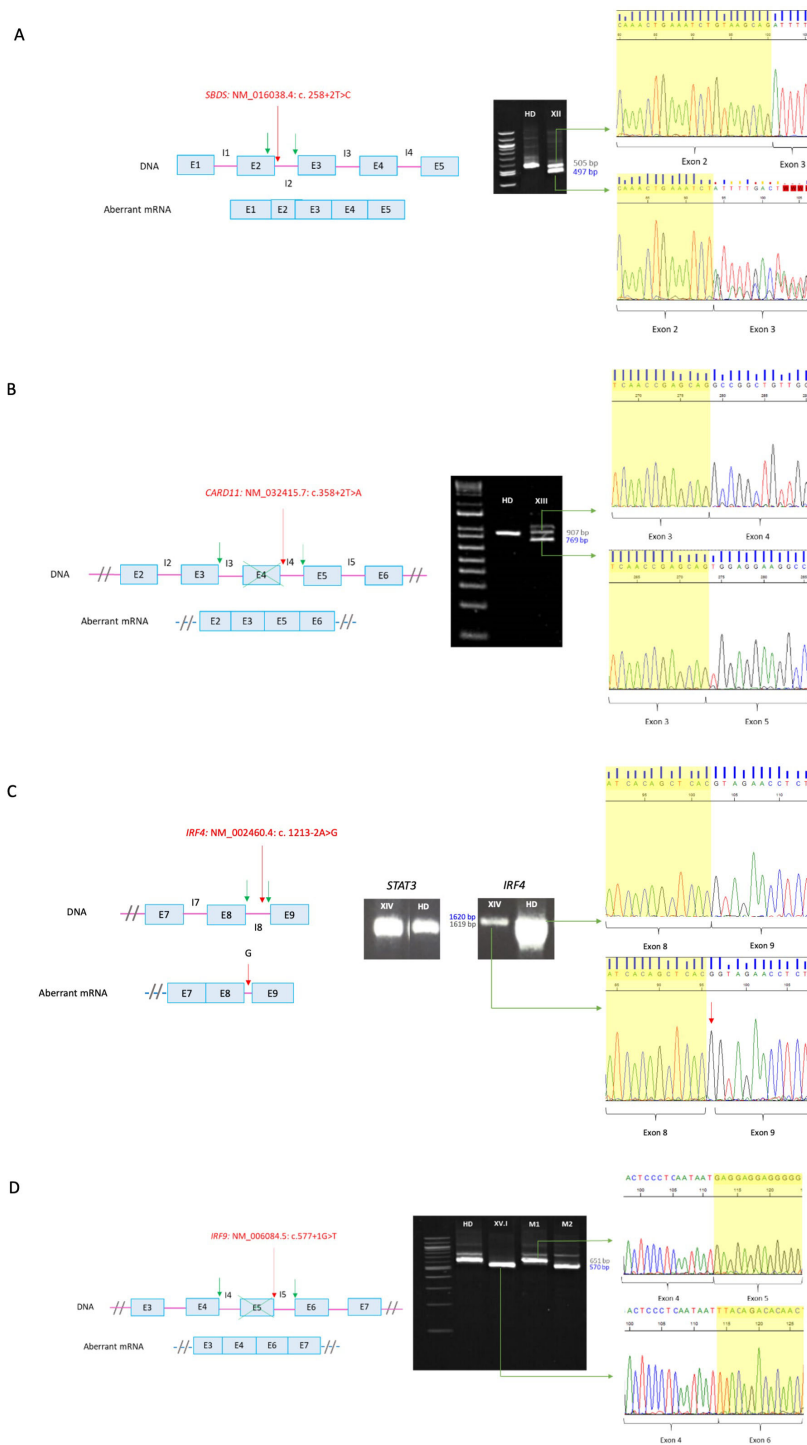 A
SBDS: NM_016038.4: c. 258+2T>C
DNA
E1
I1
E2
I2
E3
I3
E4
I4
E5
Aberrant mRNA
E1
E2
E3
E4
E5
HD
XII
505 bp
497 bp
CAAACTGAAATCTGTAAGCAGATTTT
Exon 2
Exon 3
CAAACTGAAATCTATTTTGACT
Exon 2
Exon 3
B
CARD11: NM_032415.7: c.358+2T>A
DNA
E2
I2
E3
I3
E4
I4
E5
I5
E6
Aberrant mRNA
E2
E3
E5
E6
HD
XIII
907 bp
769 bp
TCAACCGAGCAGGCCGGCTGTTGC
Exon 3
Exon 4
TCAACCGAGCAGTGGAGGAAGGCC
Exon 3
Exon 5
C
IRF4: NM_002460.4: c. 1213-2A>G
DNA
E7
I7
E8
I8
E9
G
Aberrant mRNA
E7
E8
E9
STAT3
XIV
HD
IRF4
XIV
HD
1620 bp
1619 bp
ATCACAGCTCACGTAGAACCTCT
Exon 8
Exon 9
ATCACAGCTCACGGTAGAACCTCT
Exon 8
Exon 9
D
IRF9: NM_006084.5: c.577+1G>T
DNA
E3
E4
I4
E5
I5
E6
E7
Aberrant mRNA
E3
E4
E6
E7
HD
XV.I
M1
M2
651 bp
570 bp
ACTCCCTCAATAATGAGGAGGAGGGGG
Exon 4
Exon 5
ACTCCCTCAATAATTTACAGACACAACT
Exon 4
Exon 6